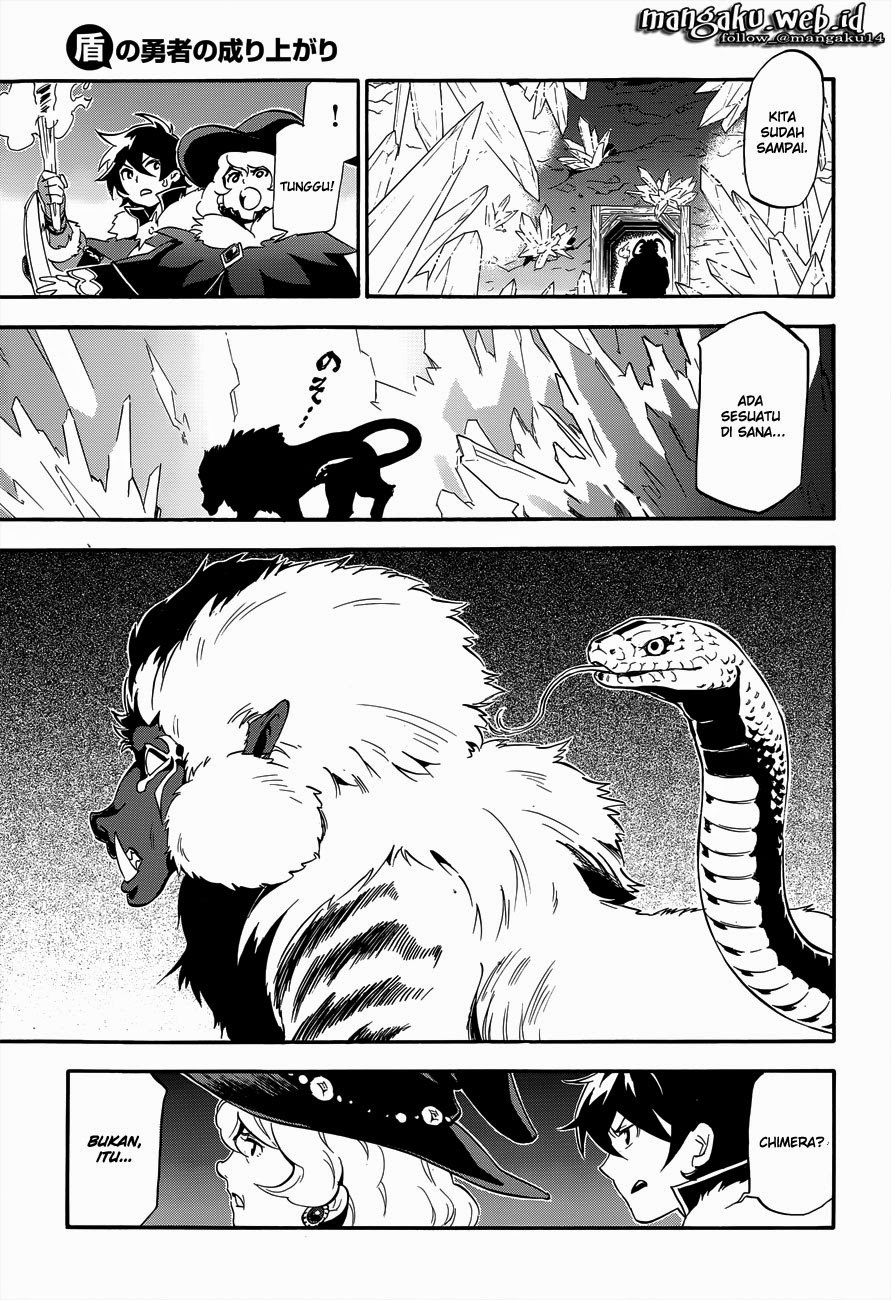 mangaku.web.id
follow_@mangaku14
盾の勇者の成り上がり
KITA
SUDAH
SAMPAI.
!
TUNGGU!
ADA
SESUATU
DI SANA...
のそ…
CHIMERA?
BUKAN,
ITU...